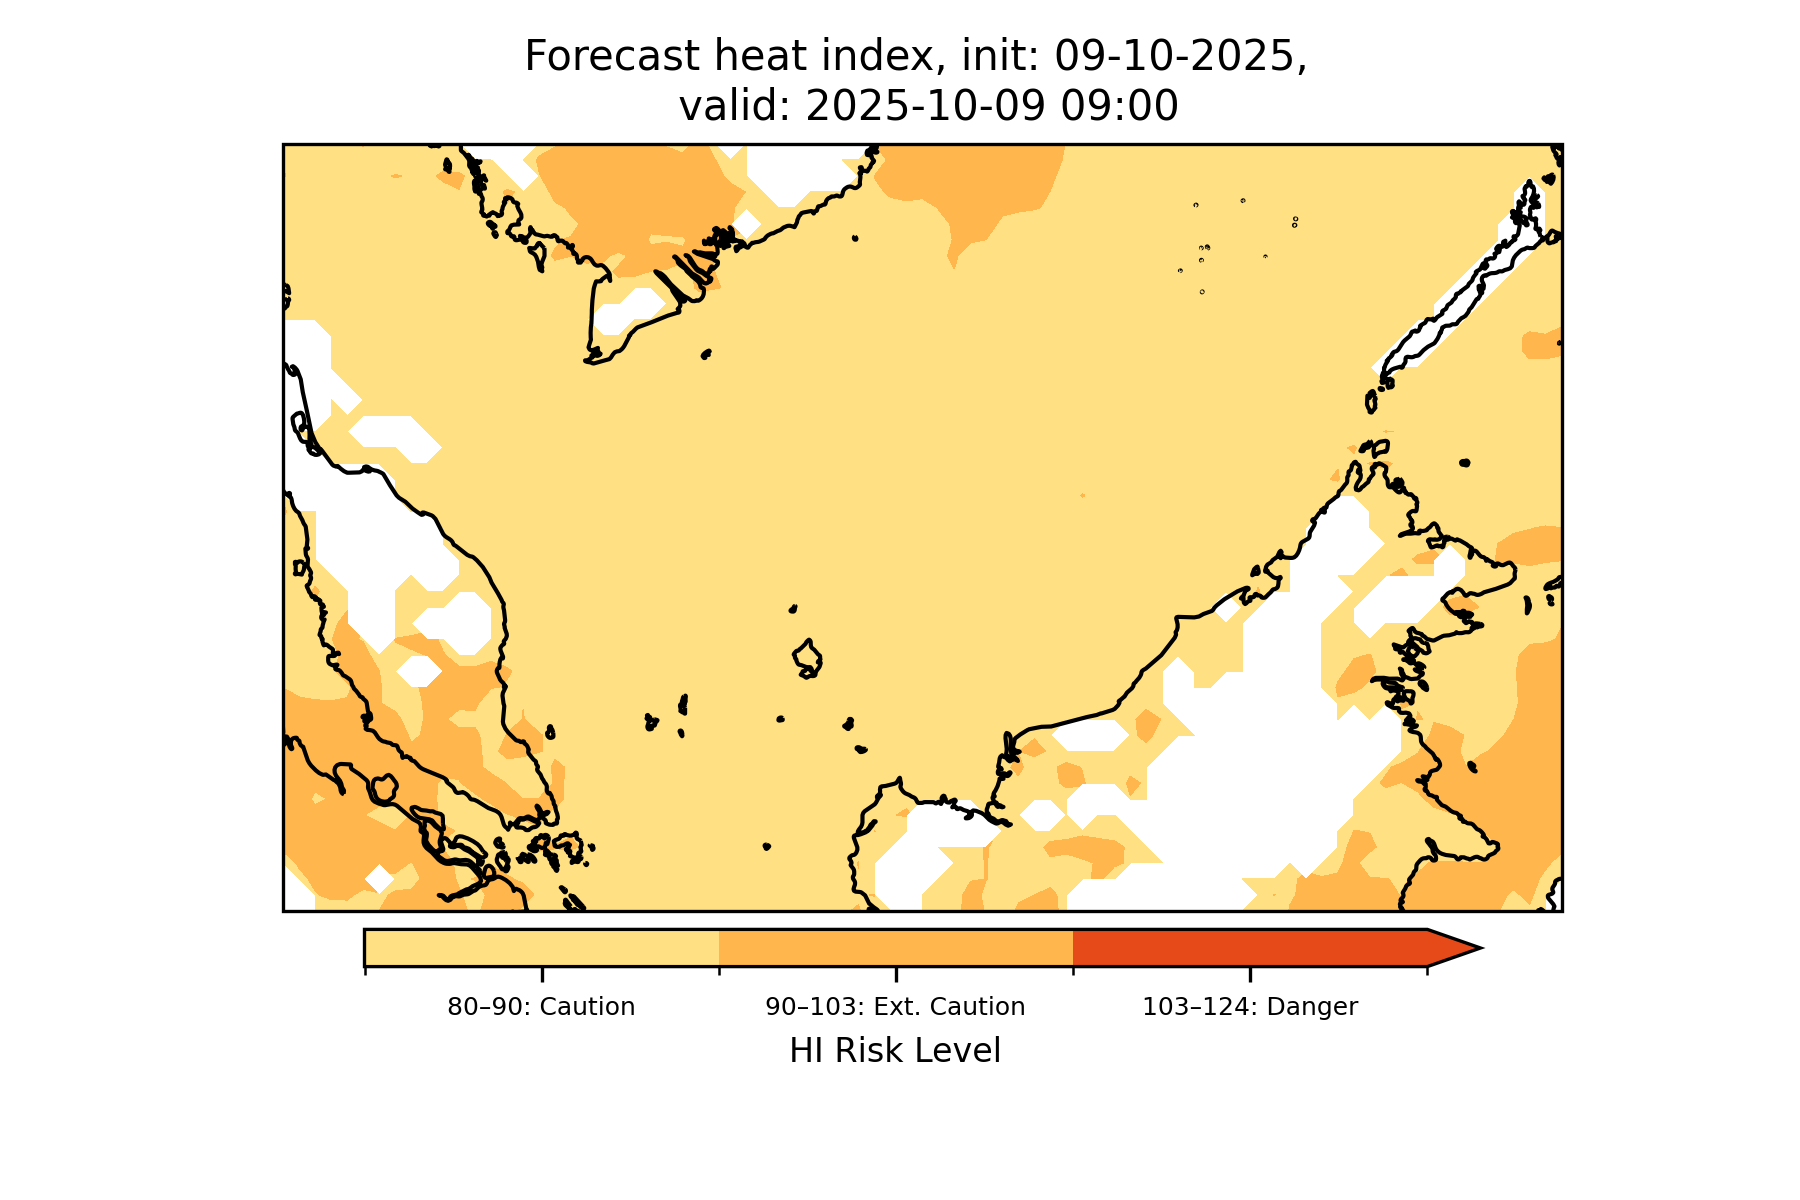 Forecast heat index, init: 09-10-2025,
valid: 2025-10-09 09:00
80–90: Caution
90–103: Ext. Caution
103–124: Danger
HI Risk Level